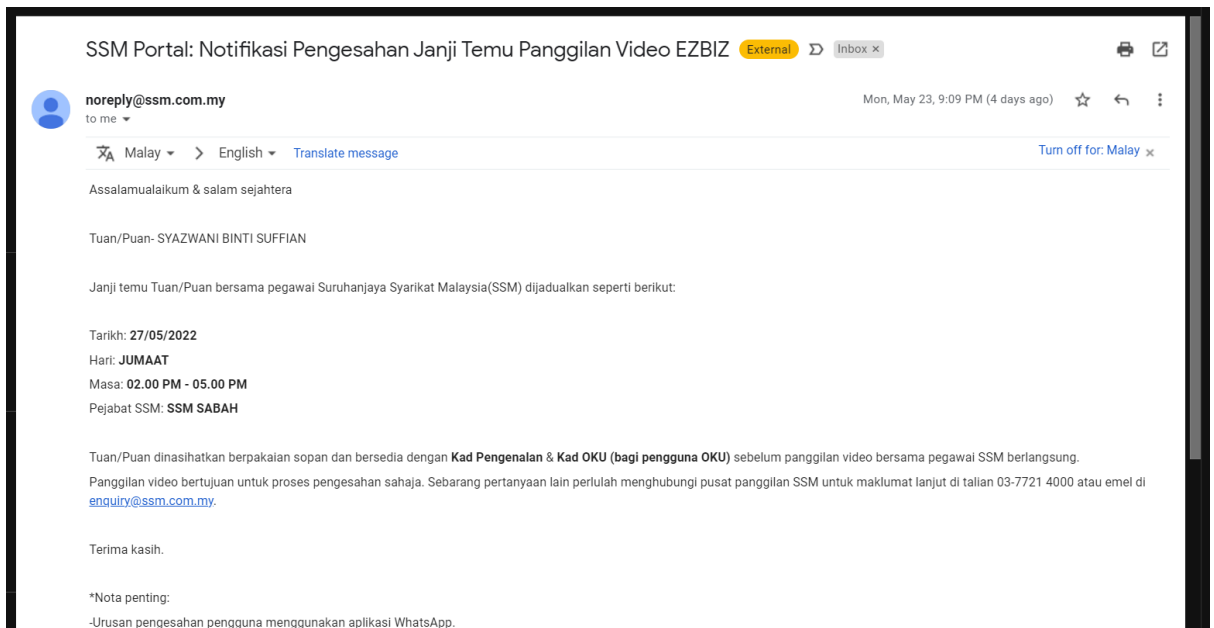 SSM Portal: Notifikasi Pengesahan Janji Temu Panggilan Video EZBIZ External Inbox ×
noreply@ssm.com.my Mon, May 23, 9:09 PM (4 days ago)
to me
Malay > English Translate message Turn off for: Malay ×
Assalamualaikum & salam sejahtera
Tuan/Puan- SYAZWANI BINTI SUFFIAN
Janji temu Tuan/Puan bersama pegawai Suruhanjaya Syarikat Malaysia(SSM) dijadualkan seperti berikut:
Tarikh: 27/05/2022
Hari: JUMAAT
Masa: 02.00 PM - 05.00 PM
Pejabat SSM: SSM SABAH
Tuan/Puan dinasihatkan berpakaian sopan dan bersedia dengan Kad Pengenalan & Kad OKU (bagi pengguna OKU) sebelum panggilan video bersama pegawai SSM berlangsung.
Panggilan video bertujuan untuk proses pengesahan sahaja. Sebarang pertanyaan lain perlulah menghubungi pusat panggilan SSM untuk maklumat lanjut di talian 03-7721 4000 atau emel di
enquiry@ssm.com.my.
Terima kasih.
*Nota penting:
-Urusan pengesahan pengguna menggunakan aplikasi WhatsApp.